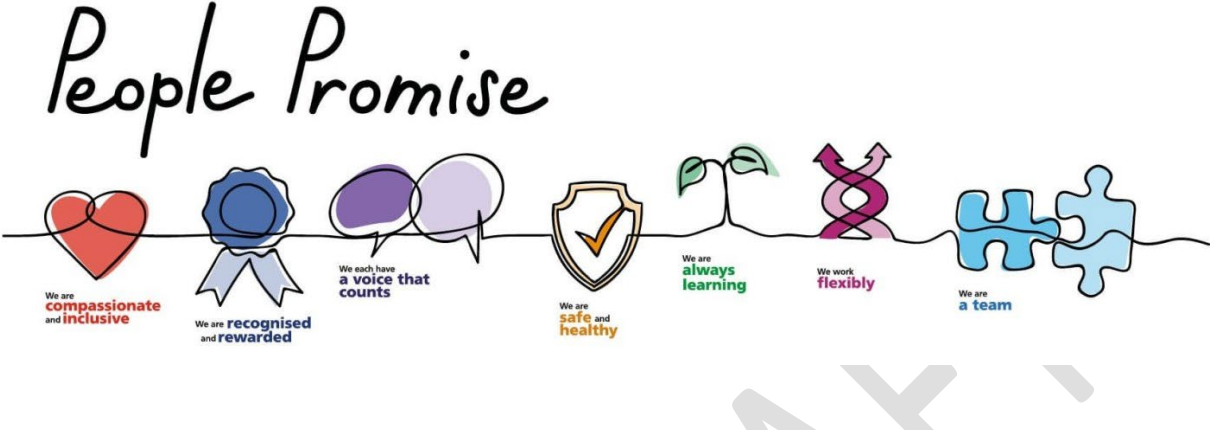 People Promise
We are
compassionate
and inclusive
We are recognised
and rewarded
We each have
a voice that
counts
We are
safe and
healthy
We are
always
learning
We work
flexibly
We are
a team